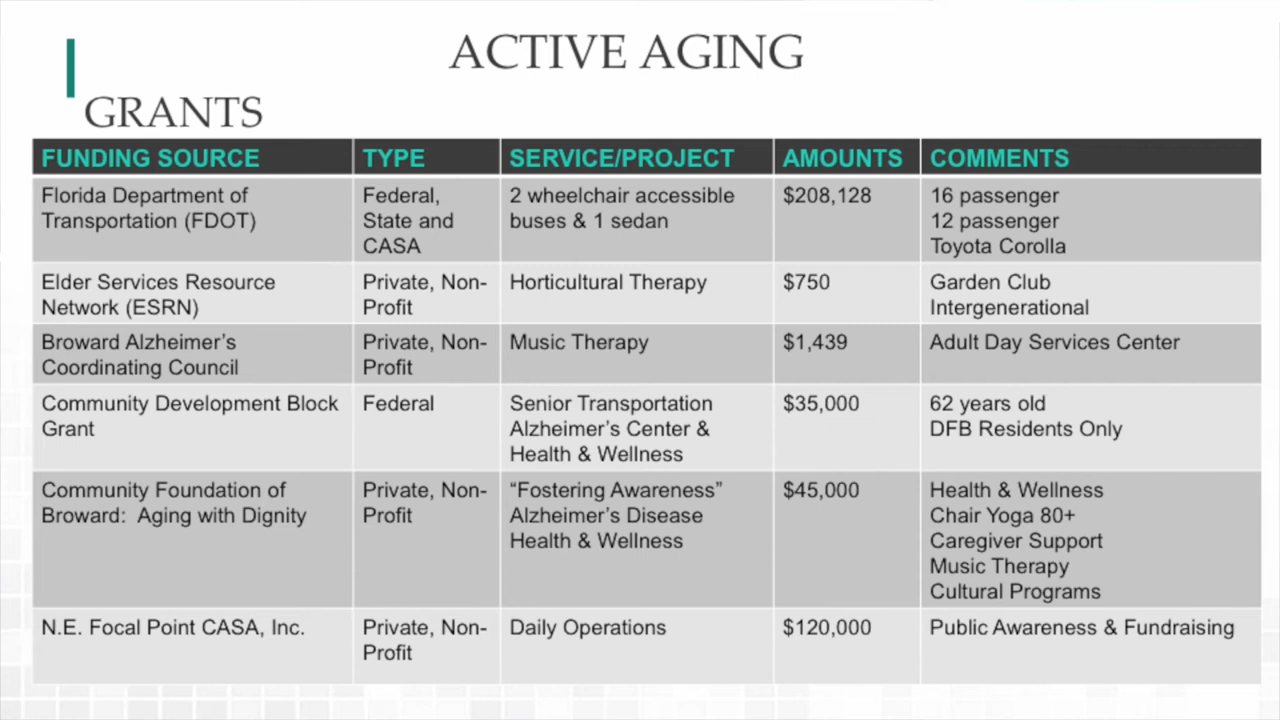 ACTIVE AGING
GRANTS
FUNDING SOURCE TYPE SERVICE/PROJECT AMOUNTS COMMENTS
Florida Department of Federal, 2 wheelchair accessible $208,128 16 passenger
Transportation (FDOT) State and buses & 1 sedan 12 passenger
CASA Toyota Corolla
Elder Services Resource Private, Non- Horticultural Therapy $750 Garden Club
Network (ESRN) Profit Intergenerational
Broward Alzheimer’s Private, Non- Music Therapy $1,439 Adult Day Services Center
Coordinating Council Profit
Community Development Block Federal Senior Transportation $35,000 62 years old
Grant Alzheimer’s Center & DFB Residents Only
Health & Wellness
Community Foundation of Private, Non- “Fostering Awareness” $45,000 Health & Wellness
Broward: Aging with Dignity Profit Alzheimer’s Disease Chair Yoga 80+
Health & Wellness Caregiver Support
Music Therapy
Cultural Programs
N.E. Focal Point CASA, Inc. Private, Non- Daily Operations $120,000 Public Awareness & Fundraising
Profit